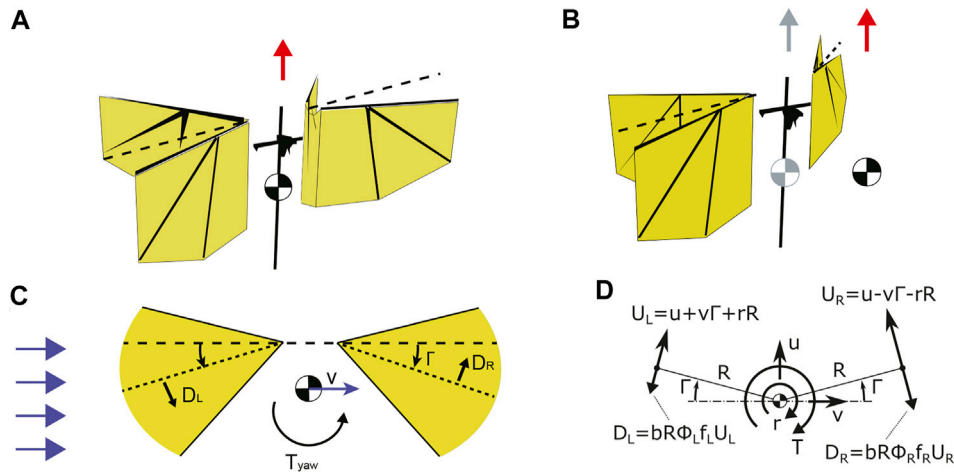 A
B
C
Γ
D_L
D_R
v
T_yaw
D
U_L=u+vΓ+rR
U_R=u-vΓ-rR
u
R
R
Γ
Γ
r
v
T
D_L=bRΦ_Lf_LU_L
D_R=bRΦ_Rf_RU_R